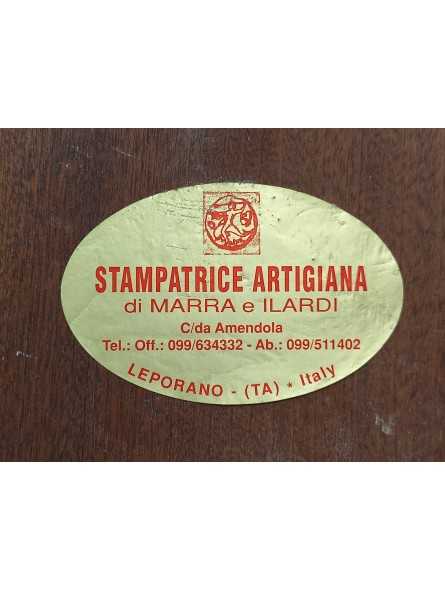 STAMPATRICE ARTIGIANA
di MARRA e ILARDI
C/da Amendola
Tel.: Off.: 099/634332 - Ab.: 099/511402
LEPORANO - (TA) * Italy